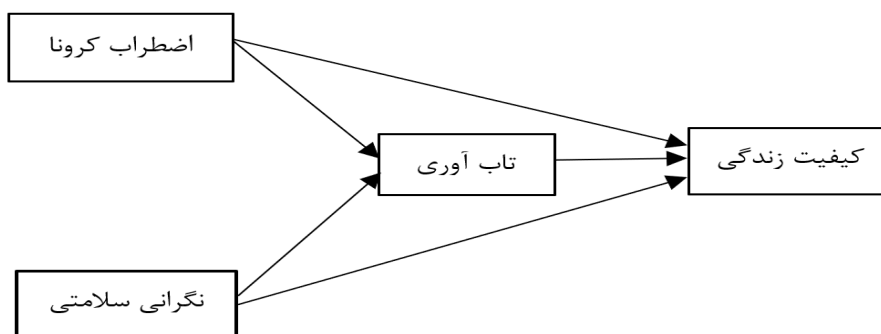 اضطراب کرونا
تاب آوری
کیفیت زندگی
نگرانی سلامتی